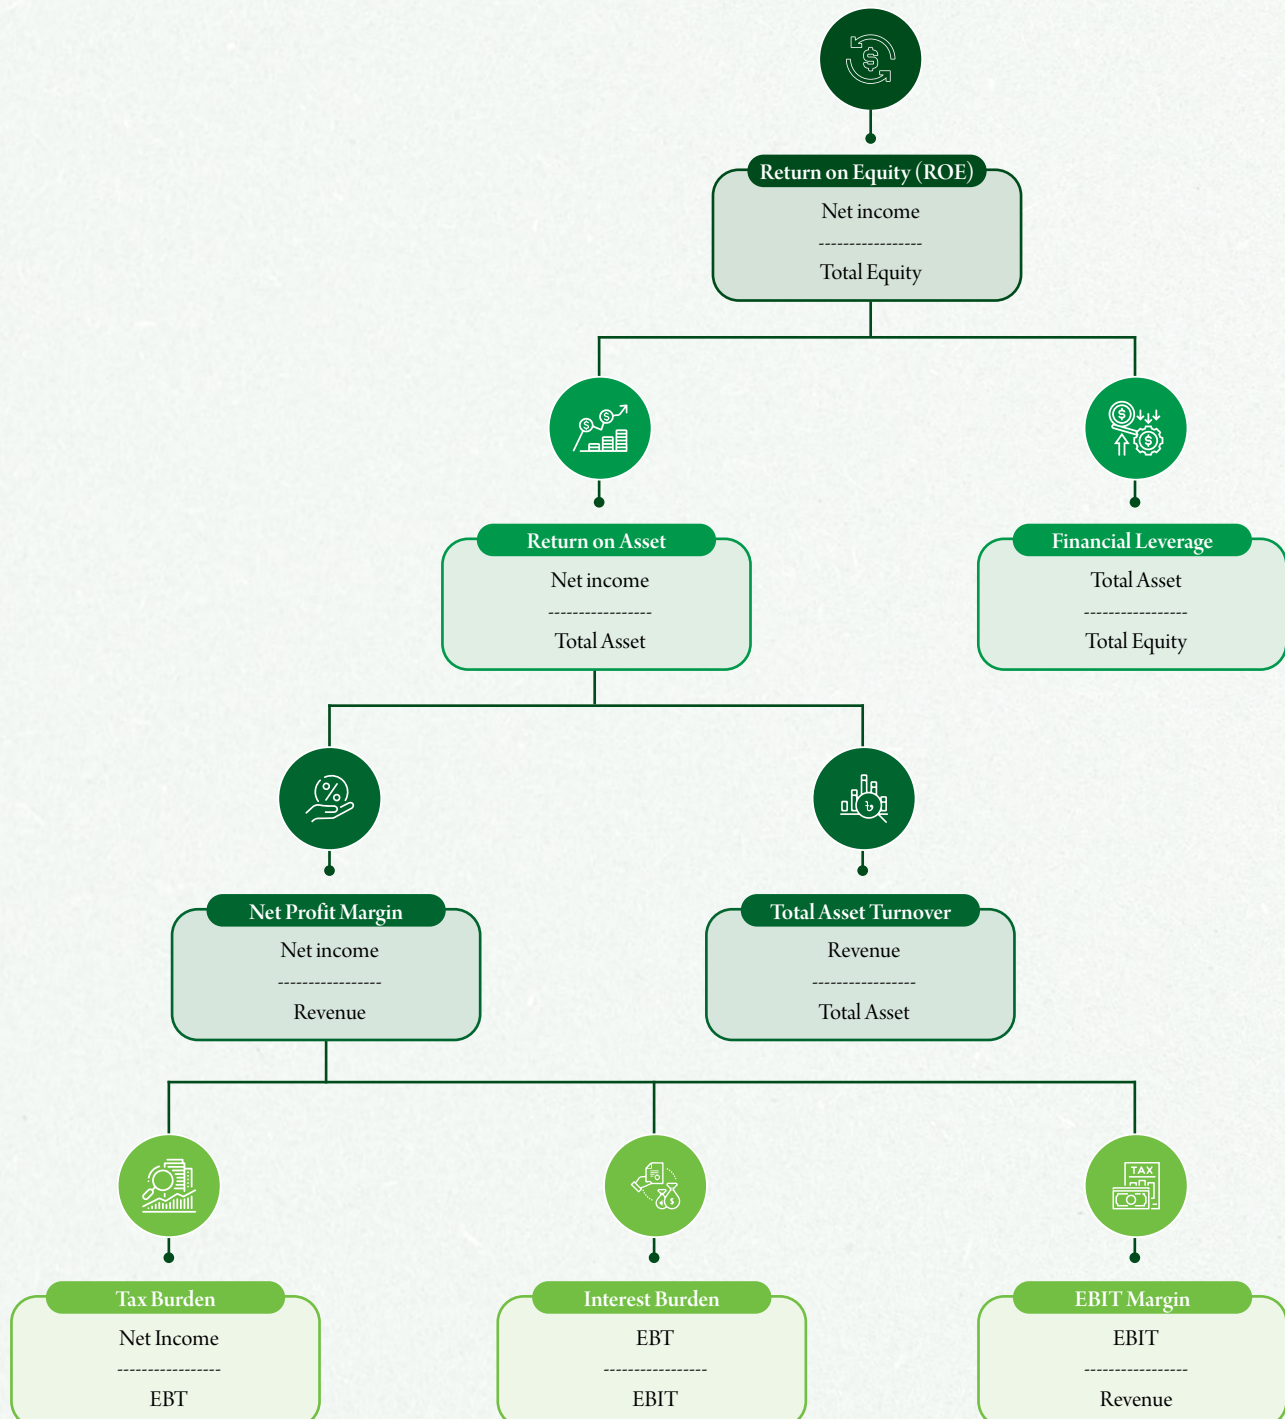 Return on Equity (ROE)
Net income
-----------------
Total Equity
Return on Asset
Net income
-----------------
Total Asset
Financial Leverage
Total Asset
-----------------
Total Equity
Net Profit Margin
Net income
-----------------
Revenue
Total Asset Turnover
Revenue
-----------------
Total Asset
TAX
Tax Burden
Net Income
-----------------
EBT
Interest Burden
EBT
-----------------
EBIT
EBIT Margin
EBIT
-----------------
Revenue